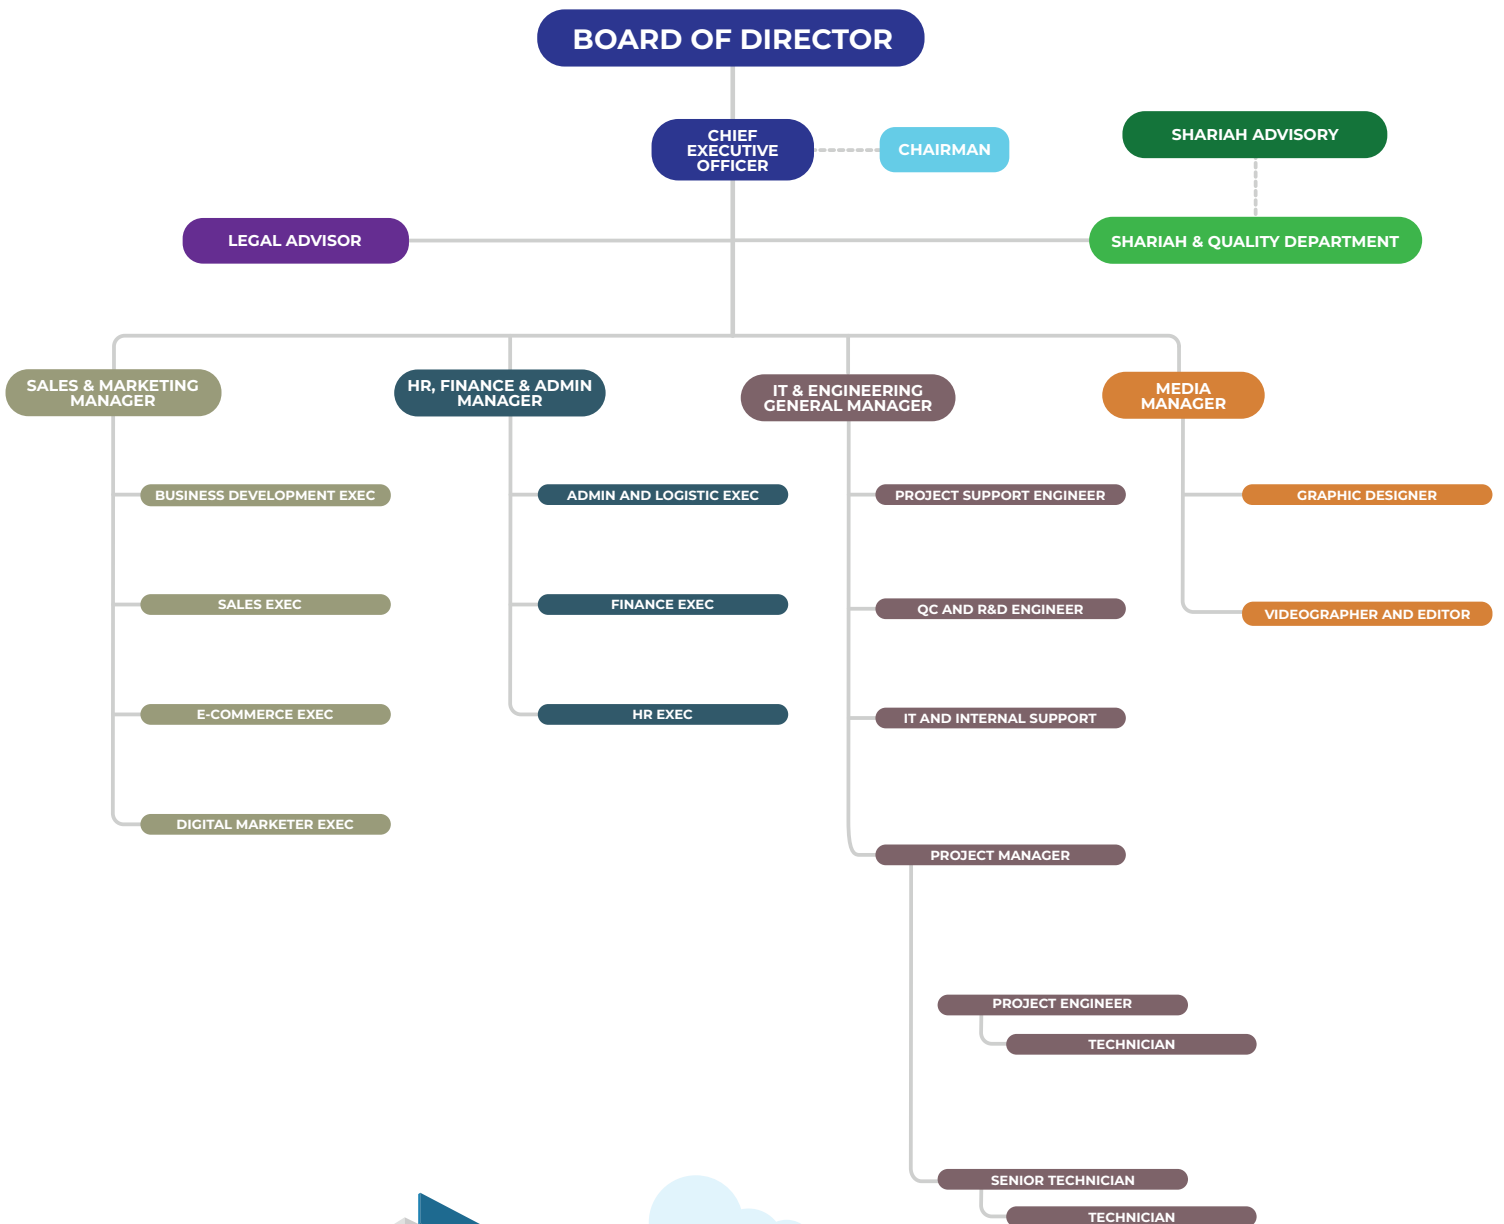 BOARD OF DIRECTOR
CHIEF
EXECUTIVE
OFFICER
CHAIRMAN
SHARIAH ADVISORY
LEGAL ADVISOR
SHARIAH & QUALITY DEPARTMENT
SALES & MARKETING
MANAGER
BUSINESS DEVELOPMENT EXEC
SALES EXEC
E-COMMERCE EXEC
DIGITAL MARKETER EXEC
HR, FINANCE & ADMIN
MANAGER
ADMIN AND LOGISTIC EXEC
FINANCE EXEC
HR EXEC
IT & ENGINEERING
GENERAL MANAGER
PROJECT SUPPORT ENGINEER
QC AND R&D ENGINEER
IT AND INTERNAL SUPPORT
PROJECT MANAGER
PROJECT ENGINEER
TECHNICIAN
SENIOR TECHNICIAN
TECHNICIAN
MEDIA
MANAGER
GRAPHIC DESIGNER
VIDEOGRAPHER AND EDITOR